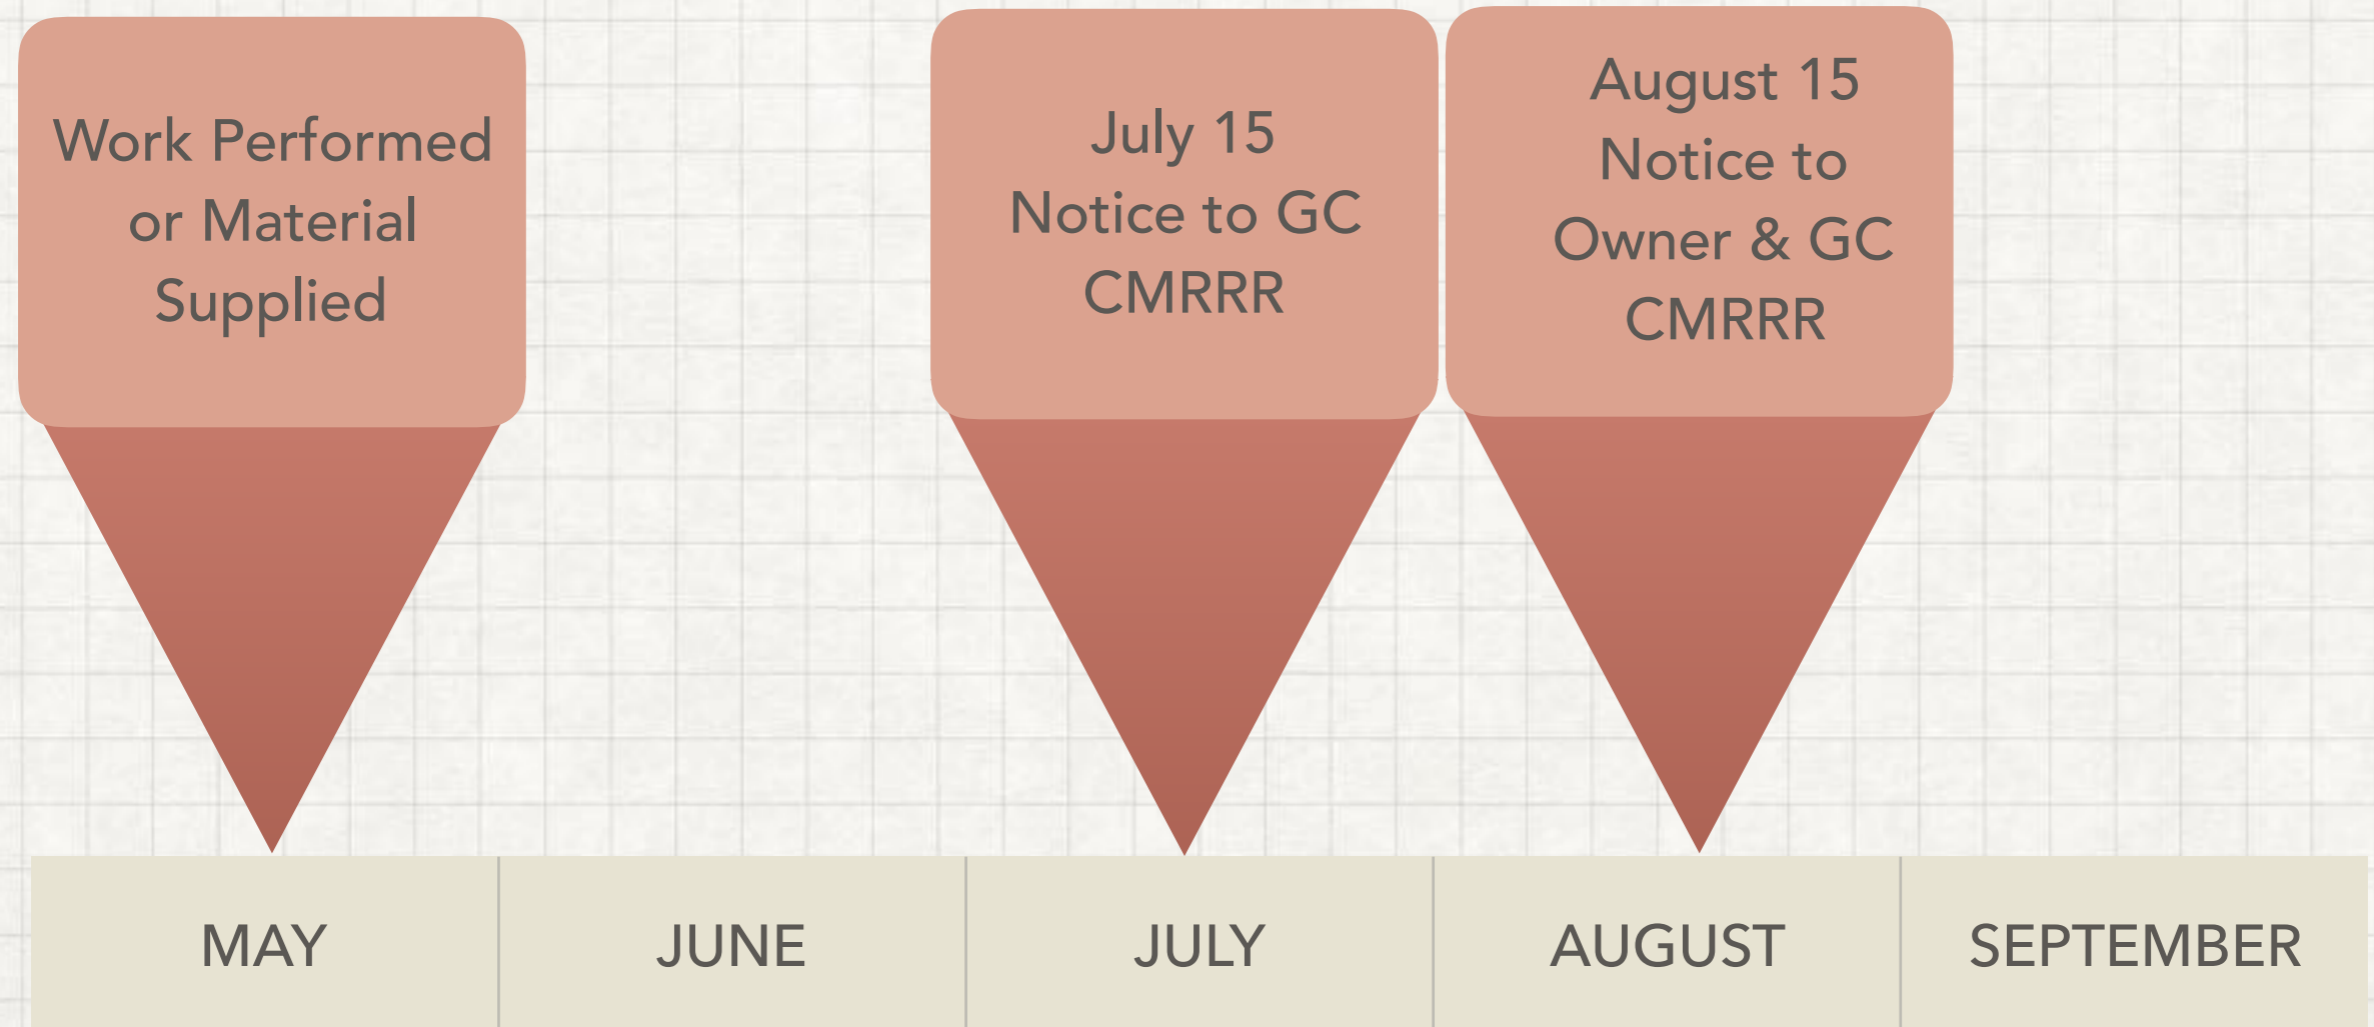 Work Performed
or Material
Supplied
July 15
Notice to GC
CMRRR
August 15
Notice to
Owner & GC
CMRRR
MAY
JUNE
JULY
AUGUST
SEPTEMBER